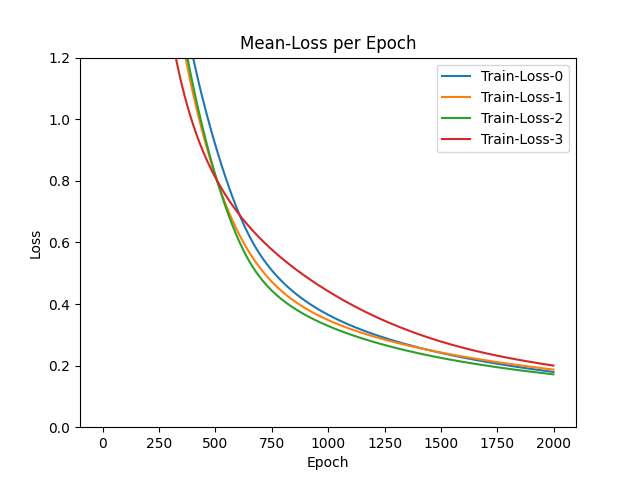 Mean-Loss per Epoch
1.2
1.0
0.8
0.6
0.4
0.2
0.0
Loss
Train-Loss-0
Train-Loss-1
Train-Loss-2
Train-Loss-3
0 250 500 750 1000 1250 1500 1750 2000
Epoch